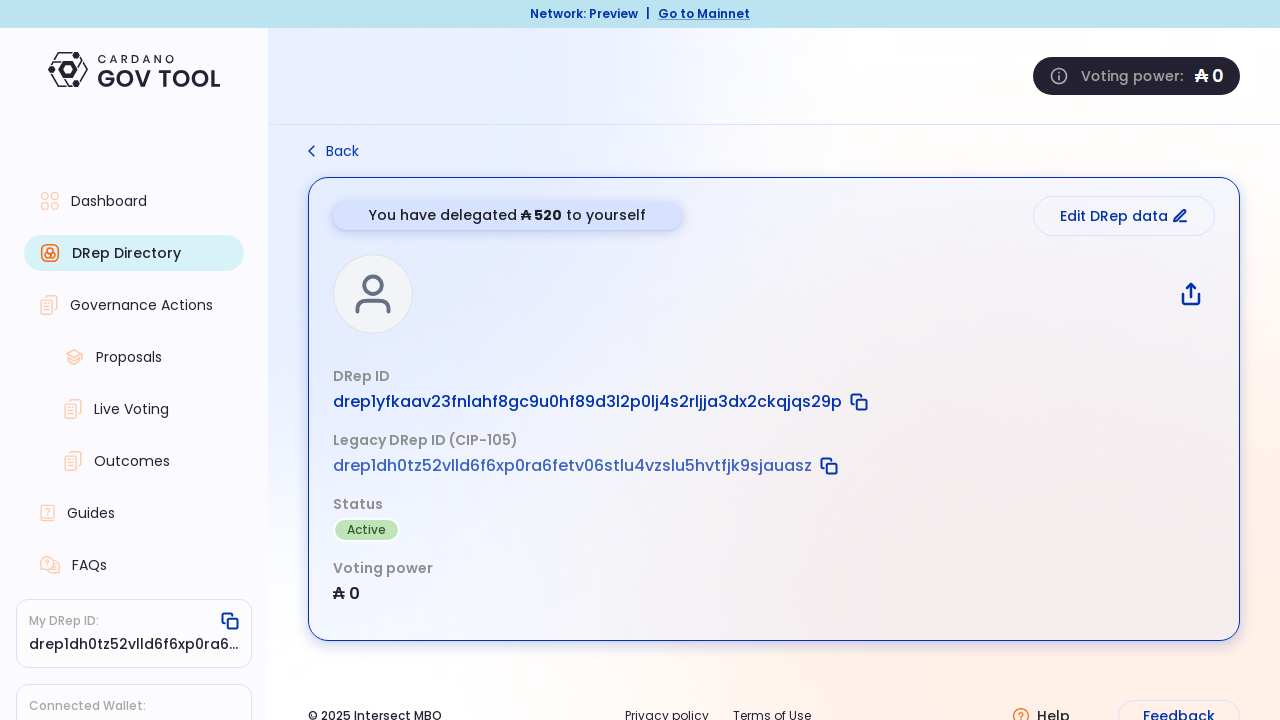 Network: Preview | Go to Mainnet
CARDANO
GOV TOOL
Voting power: ₳ 0
Back
Dashboard
DRep Directory
Governance Actions
Proposals
Live Voting
Outcomes
Guides
FAQs
My DRep ID:
drep1dh0tz52vlld6f6xp0ra6...
Connected Wallet:
You have delegated ₳ 520 to yourself
Edit DRep data
DRep ID
drep1yfkaav23fnlahf8gc9u0hf89d3l2p0lj4s2rljja3dx2ckqjqs29p
Legacy DRep ID (CIP-105)
drep1dh0tz52vlld6f6xp0ra6fetv06stlu4vzslu5hvtfjk9sjauasz
Status
Active
Voting power
₳ 0
© 2025 Intersect MBO
Privacy policy
Terms of Use
Help
Feedback